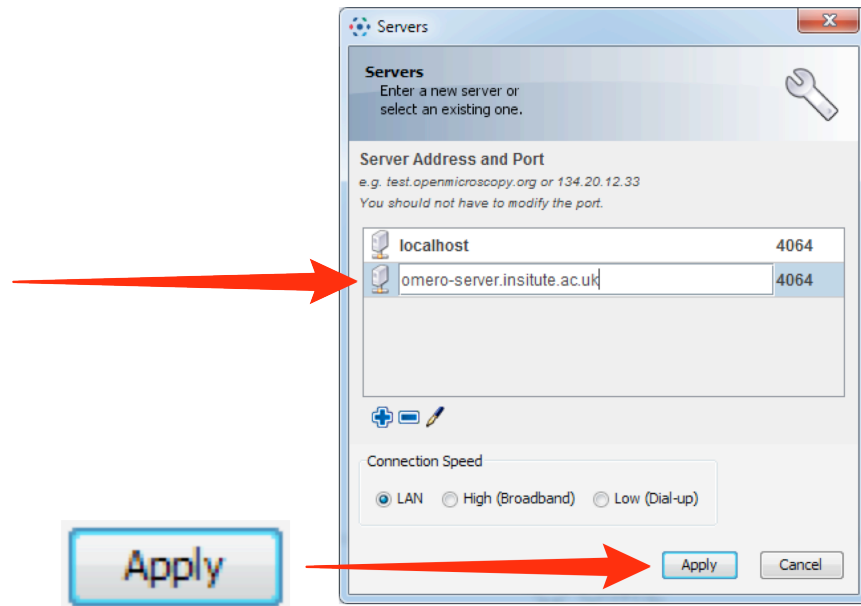 Servers
Servers
Enter a new server or
select an existing one.
Server Address and Port
e.g. test.openmicroscopy.org or 134.20.12.33
You should not have to modify the port.
localhost 4064
omero-server.insitute.ac.uk 4064
Connection Speed
LAN High (Broadband) Low (Dial-up)
Apply Apply Cancel